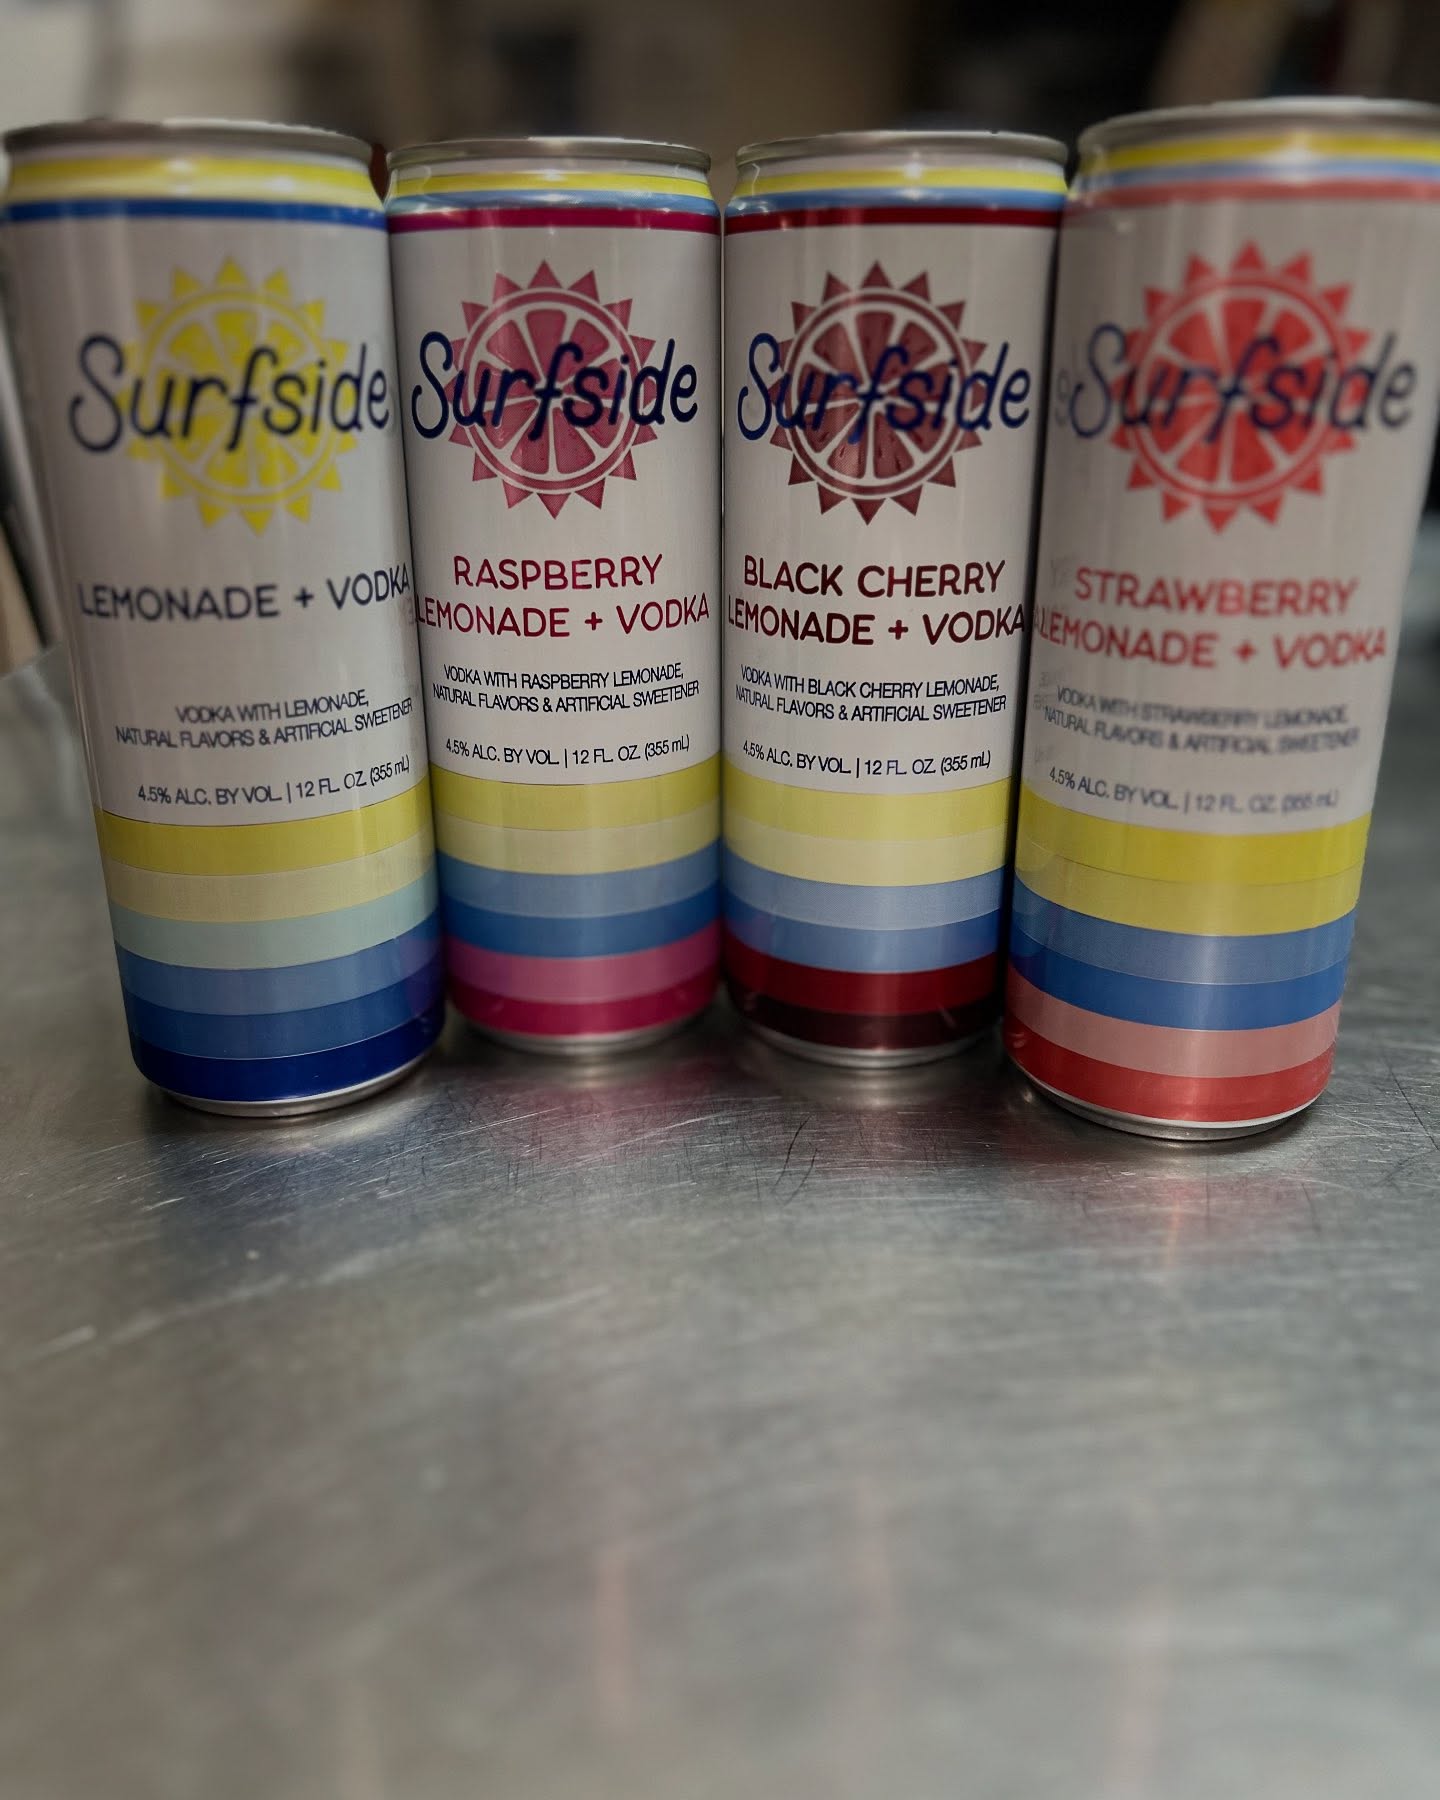 Surfside
LEMONADE + VODKA
VODKA WITH LEMONADE,
NATURAL FLAVORS & ARTIFICIAL SWEETENER
4.5% ALC. BY VOL. | 12 FL. OZ. (355 mL)
Surfside
RASPBERRY
LEMONADE + VODKA
VODKA WITH RASPBERRY LEMONADE,
NATURAL FLAVORS & ARTIFICIAL SWEETENER
4.5% ALC. BY VOL. | 12 FL. OZ. (355 mL)
Surfside
BLACK CHERRY
LEMONADE + VODKA
VODKA WITH BLACK CHERRY LEMONADE,
NATURAL FLAVORS & ARTIFICIAL SWEETENER
4.5% ALC. BY VOL. | 12 FL. OZ. (355 mL)
Surfside
STRAWBERRY
LEMONADE + VODKA
VODKA WITH STRAWBERRY LEMONADE,
NATURAL FLAVORS & ARTIFICIAL SWEETENER
4.5% ALC. BY VOL. | 12 FL. OZ. (355 mL)